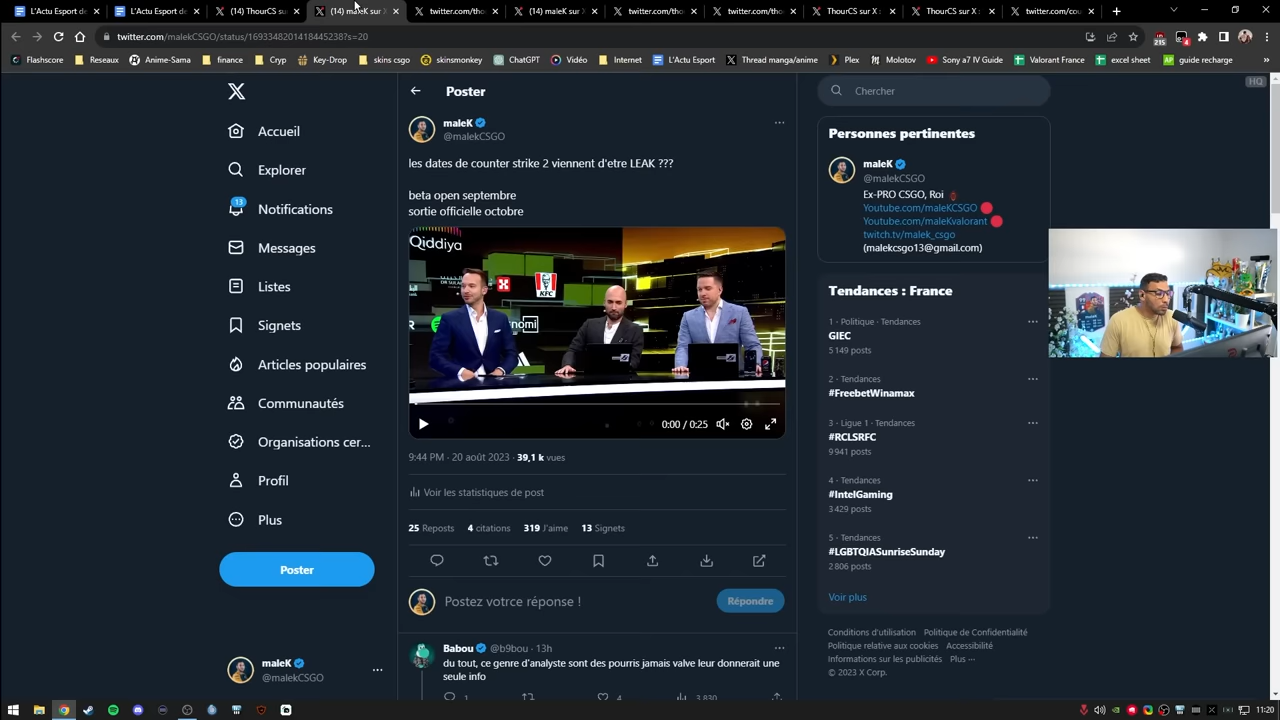 L'Actu Esport de
L'Actu Esport de
(14) ThourCS su
(14) maleK sur X
twitter.com/tho
(14) maleK sur X
twitter.com/tho
twitter.com/tho
ThourCS sur X :
ThourCS sur X :
twitter.com/cou
twitter.com/malekCSGO/status/1693348201418445238?s=20
Flashscore
Reseaux
Anime-Sama
finance
Cryp
Key-Drop
skins csgo
skinsmonkey
ChatGPT
Vidéo
Internet
L'Actu Esport
Thread manga/anime
Plex
Molotov
Sony a7 IV Guide
Valorant France
excel sheet
guide recharge
HQ
Accueil
Explorer
13
Notifications
Messages
Listes
Signets
Articles populaires
Communautés
Organisations cer...
Profil
Plus
Poster
maleK
@malekCSGO
Poster
maleK
@malekCSGO
les dates de counter strike 2 viennent d'etre LEAK ???
beta open septembre
sortie officielle octobre
Qiddiya
KFC
0:00 / 0:25
9:44 PM · 20 août 2023 · 39,1 k vues
Voir les statistiques de post
25 Reposts 4 citations 319 J'aime 13 Signets
Postez votrce réponse !
Répondre
Babou @b9bou · 13h
du tout, ce genre d'analyste sont des pourris jamais valve leur donnerait une
seule info
1
4
3 830
Chercher
Personnes pertinentes
maleK
@malekCSGO
Ex-PRO CSGO, Roi
Youtube.com/maleKCSGO
Youtube.com/maleKvalorant
twitch.tv/malek_csgo
(malekcsgo13@gmail.com)
Tendances : France
1 · Politique · Tendances
GIEC
5 149 posts
2 · Tendances
#FreebetWinamax
3 · Ligue 1 · Tendances
#RCLSRFC
9 941 posts
4 · Tendances
#IntelGaming
3 429 posts
5 · Tendances
#LGBTQIASunriseSunday
2 806 posts
Voir plus
Conditions d'utilisation Politique de Confidentialité
Politique relative aux cookies Accessibilité
Informations sur les publicités Plus ...
© 2023 X Corp.
11:20